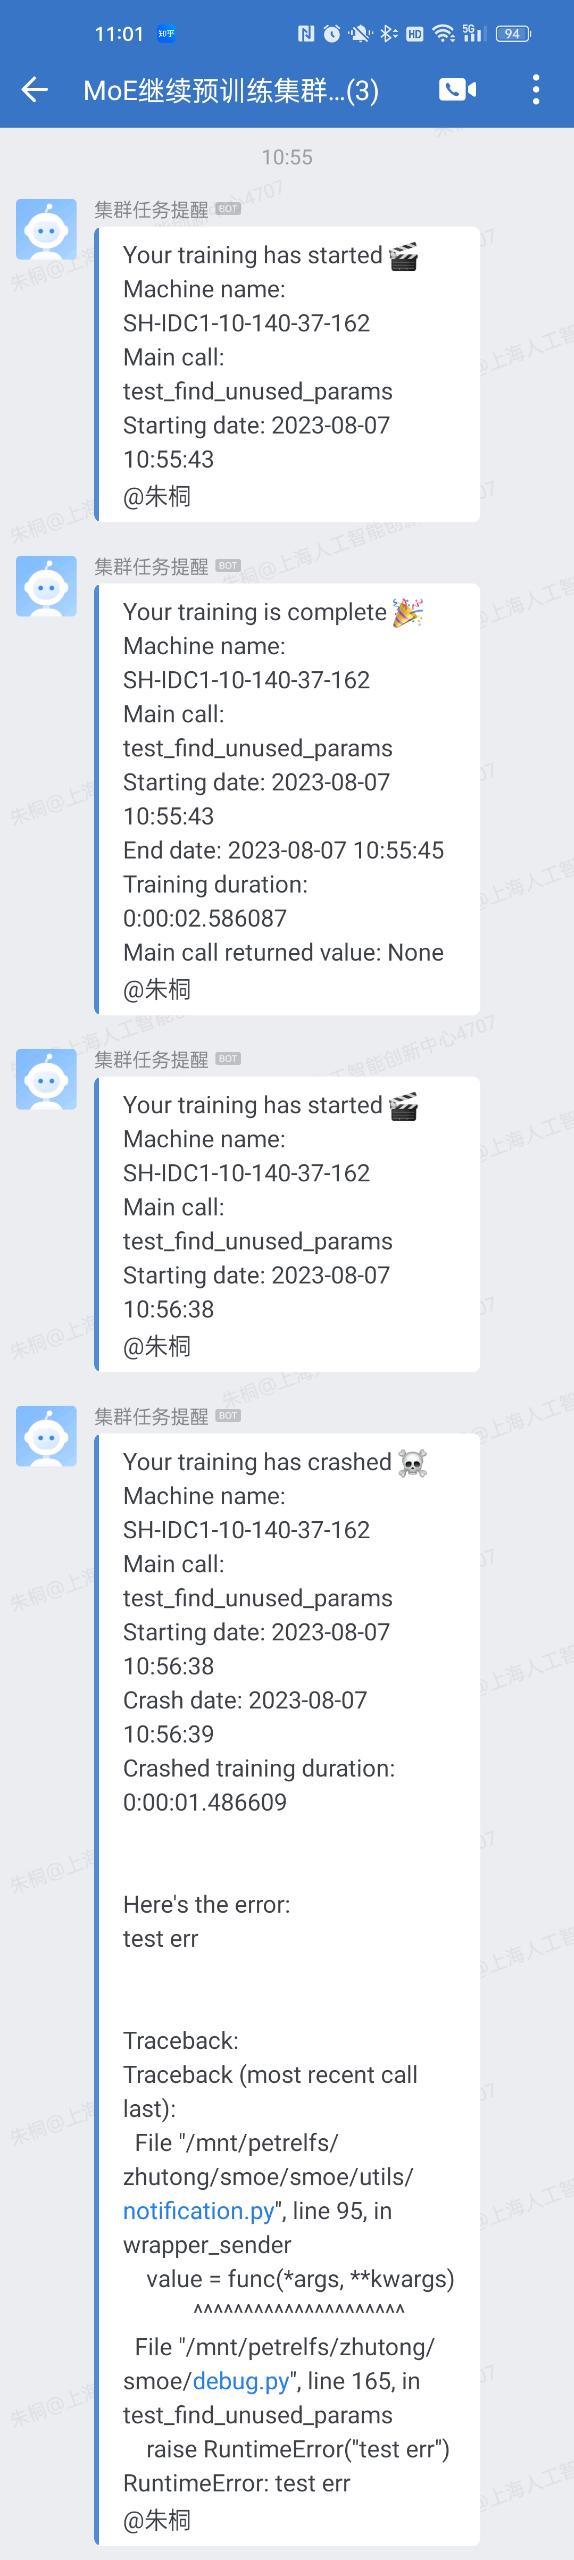 11:01 知乎 HD 5G 94
MoE继续预训练集群...(3)
10:55
集群任务提醒 BOT
Your training has started
Machine name:
SH-IDC1-10-140-37-162
Main call:
test_find_unused_params
Starting date: 2023-08-07
10:55:43
@朱桐
集群任务提醒 BOT
Your training is complete
Machine name:
SH-IDC1-10-140-37-162
Main call:
test_find_unused_params
Starting date: 2023-08-07
10:55:43
End date: 2023-08-07 10:55:45
Training duration:
0:00:02.586087
Main call returned value: None
@朱桐
集群任务提醒 BOT
Your training has started
Machine name:
SH-IDC1-10-140-37-162
Main call:
test_find_unused_params
Starting date: 2023-08-07
10:56:38
@朱桐
集群任务提醒 BOT
Your training has crashed
Machine name:
SH-IDC1-10-140-37-162
Main call:
test_find_unused_params
Starting date: 2023-08-07
10:56:38
Crash date: 2023-08-07
10:56:39
Crashed training duration:
0:00:01.486609
Here's the error:
test err
Traceback:
Traceback (most recent call
last):
File "/mnt/petrelfs/
zhutong/smoe/smoe/utils/
notification.py", line 95, in
wrapper_sender
value = func(*args, **kwargs)
^^^^^^^^^^^^^^^^^^^^^
File "/mnt/petrelfs/zhutong/
smoe/debug.py", line 165, in
test_find_unused_params
raise RuntimeError("test err")
RuntimeError: test err
@朱桐